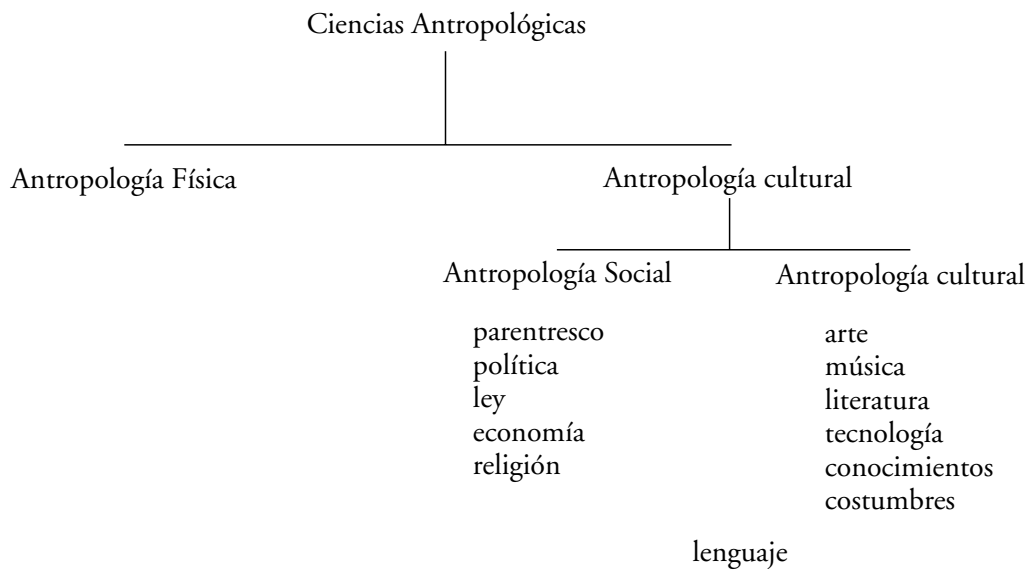 Ciencias Antropológicas
Antropología Física
Antropología cultural
Antropología Social
parentresco
política
ley
economía
religión
Antropología cultural
arte
música
literatura
tecnología
conocimientos
costumbres
lenguaje